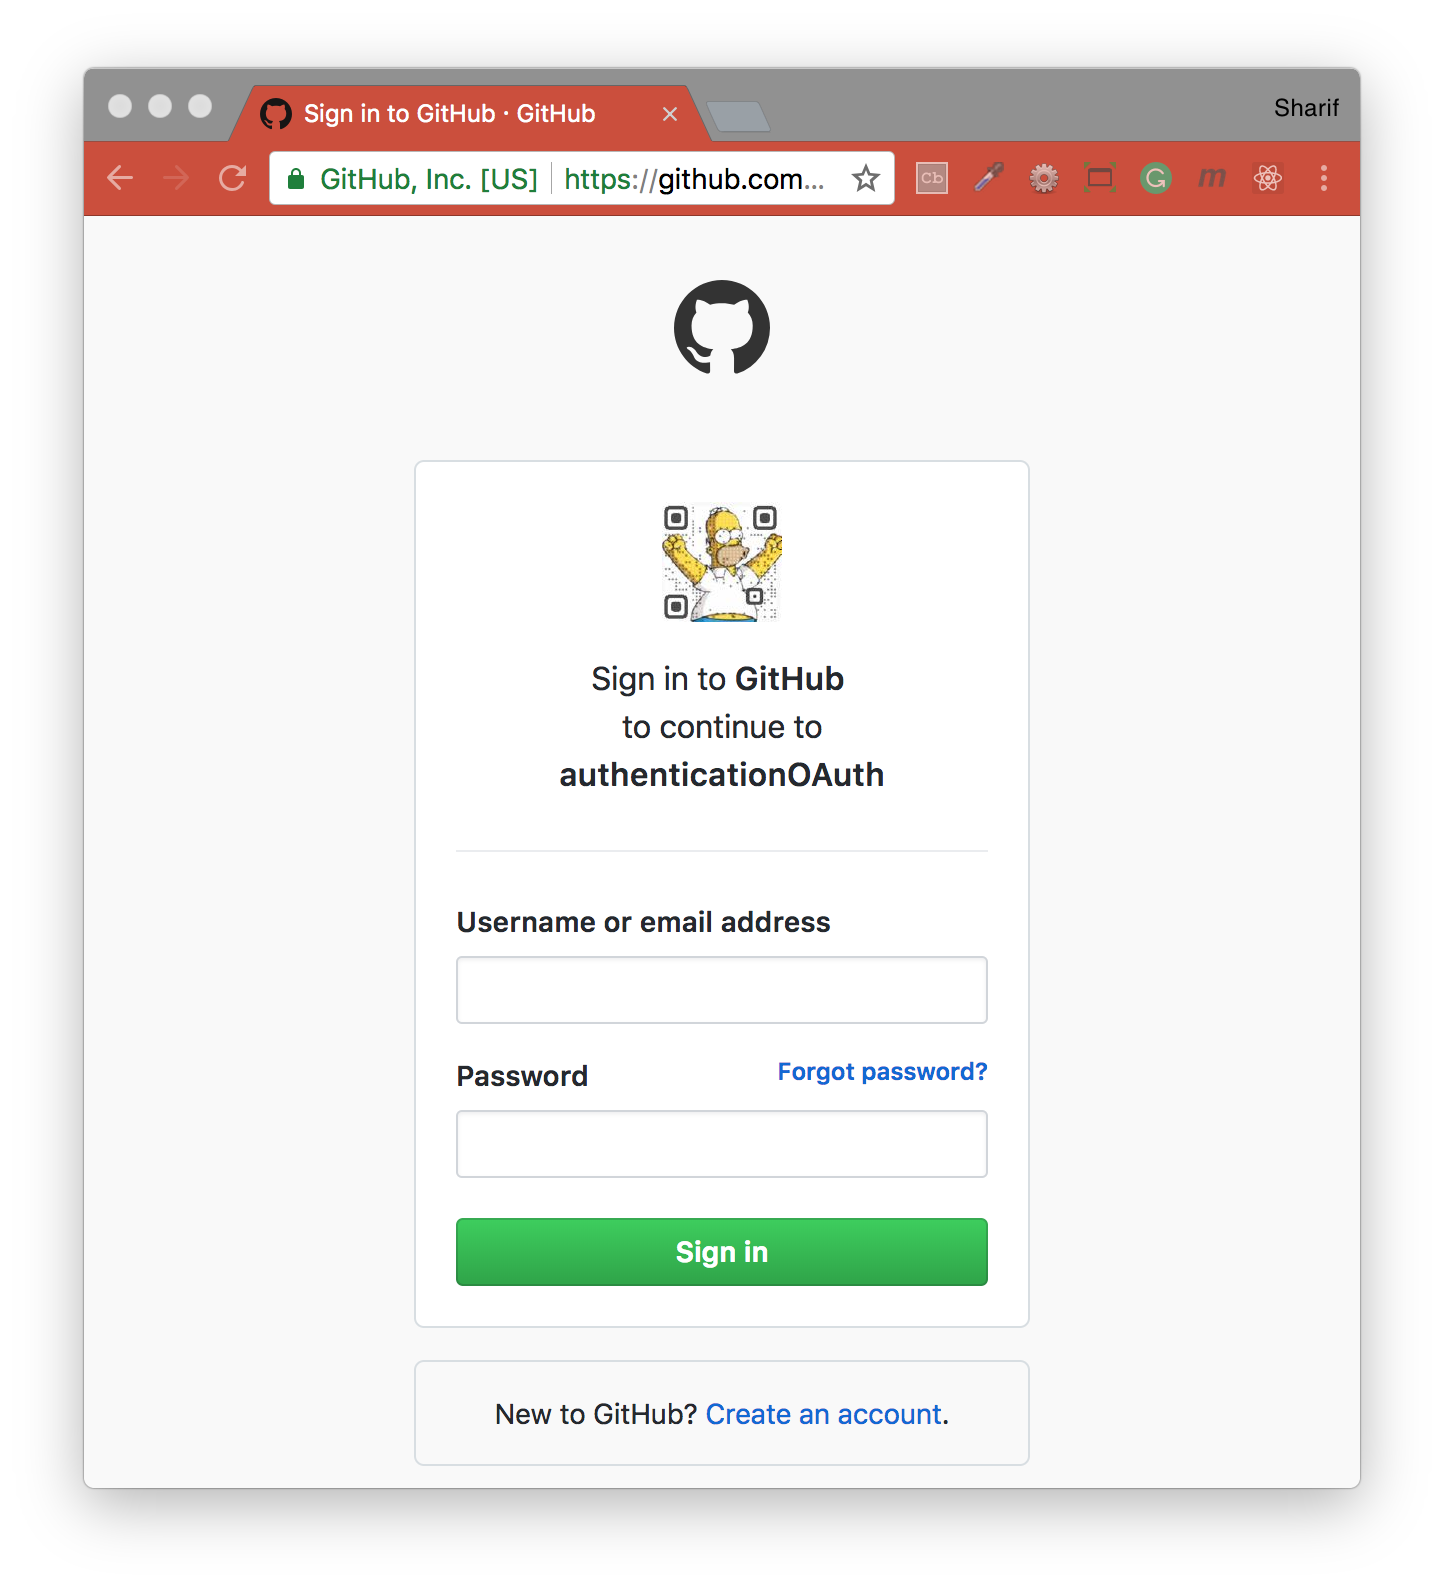 Sign in to GitHub · GitHub
Sharif
GitHub, Inc. [US] https://github.com...
Cb
G
m
Sign in to GitHub
to continue to
authenticationOAuth
Username or email address
Password
Forgot password?
Sign in
New to GitHub? Create an account.